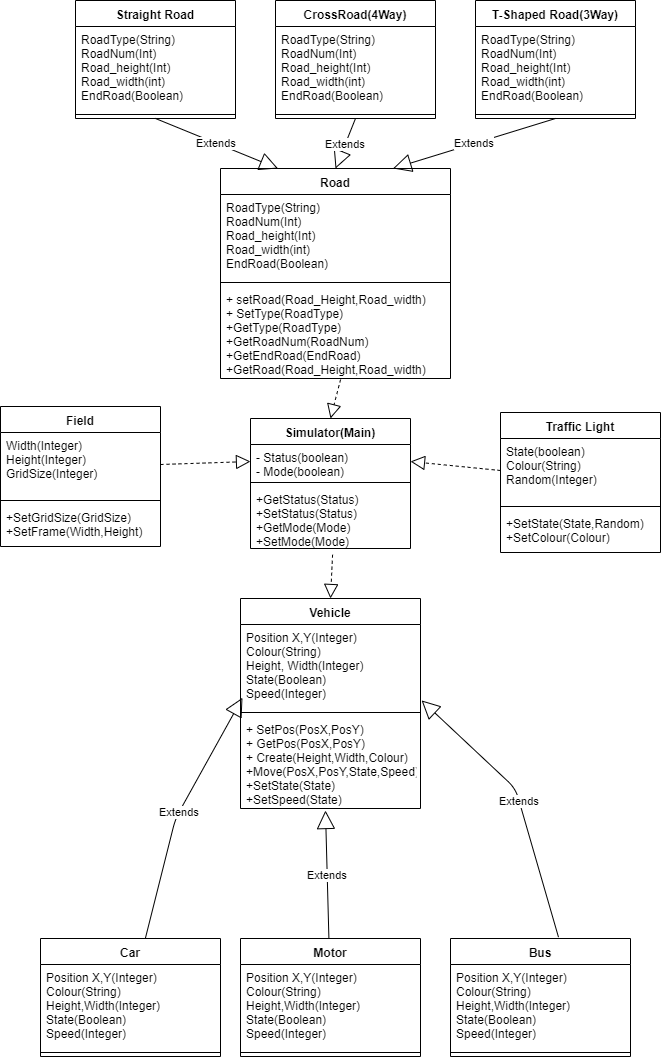 Straight Road
RoadType(String)
RoadNum(Int)
Road_height(Int)
Road_width(int)
EndRoad(Boolean)
CrossRoad(4Way)
RoadType(String)
RoadNum(Int)
Road_height(Int)
Road_width(int)
EndRoad(Boolean)
T-Shaped Road(3Way)
RoadType(String)
RoadNum(Int)
Road_height(Int)
Road_width(int)
EndRoad(Boolean)
Extends
Extends
Extends
Road
RoadType(String)
RoadNum(Int)
Road_height(Int)
Road_width(int)
EndRoad(Boolean)
+ setRoad(Road_Height,Road_width)
+ SetType(RoadType)
+GetType(RoadType)
+GetRoadNum(RoadNum)
+GetEndRoad(EndRoad)
+GetRoad(Road_Height,Road_width)
Field
Width(Integer)
Height(Integer)
GridSize(Integer)
+SetGridSize(GridSize)
+SetFrame(Width,Height)
Simulator(Main)
- Status(boolean)
- Mode(boolean)
+GetStatus(Status)
+SetStatus(Status)
+GetMode(Mode)
+SetMode(Mode)
Traffic Light
State(boolean)
Colour(String)
Random(Integer)
+SetState(State,Random)
+SetColour(Colour)
Vehicle
Position X,Y(Integer)
Colour(String)
Height, Width(Integer)
State(Boolean)
Speed(Integer)
+ SetPos(PosX,PosY)
+ GetPos(PosX,PosY)
+ Create(Height,Width,Colour)
+Move(PosX,PosY,State,Speed)
+SetState(State)
+SetSpeed(State)
Extends
Extends
Extends
Car
Position X,Y(Integer)
Colour(String)
Height,Width(Integer)
State(Boolean)
Speed(Integer)
Motor
Position X,Y(Integer)
Colour(String)
Height,Width(Integer)
State(Boolean)
Speed(Integer)
Bus
Position X,Y(Integer)
Colour(String)
Height,Width(Integer)
State(Boolean)
Speed(Integer)